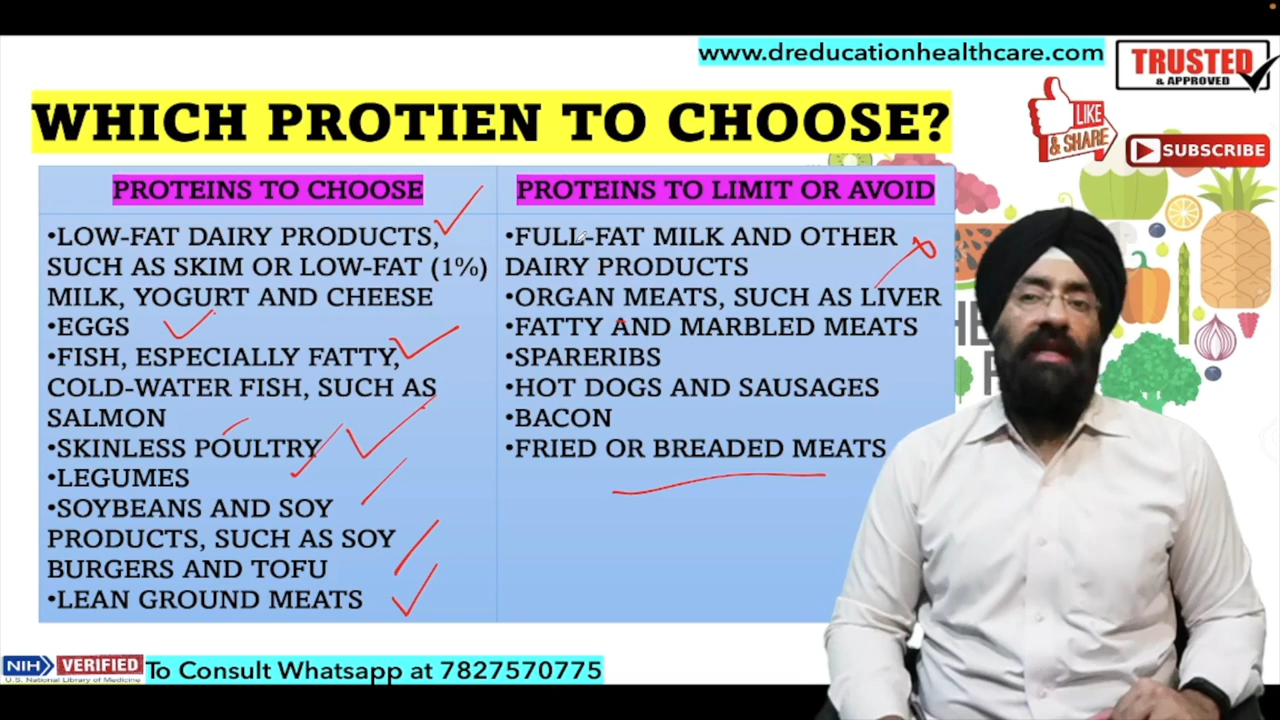 www.dreducationhealthcare.com
TRUSTED
& APPROVED
LIKE
& SHARE
SUBSCRIBE
WHICH PROTIEN TO CHOOSE?
PROTEINS TO CHOOSE
•LOW-FAT DAIRY PRODUCTS,
SUCH AS SKIM OR LOW-FAT (1%)
MILK, YOGURT AND CHEESE
•EGGS
•FISH, ESPECIALLY FATTY,
COLD-WATER FISH, SUCH AS
SALMON
•SKINLESS POULTRY
•LEGUMES
•SOYBEANS AND SOY
PRODUCTS, SUCH AS SOY
BURGERS AND TOFU
•LEAN GROUND MEATS
PROTEINS TO LIMIT OR AVOID
•FULL-FAT MILK AND OTHER
DAIRY PRODUCTS
•ORGAN MEATS, SUCH AS LIVER
•FATTY AND MARBLED MEATS
•SPARERIBS
•HOT DOGS AND SAUSAGES
•BACON
•FRIED OR BREADED MEATS
NIH VERIFIED
U.S. National Library of Medicine
To Consult Whatsapp at 7827570775